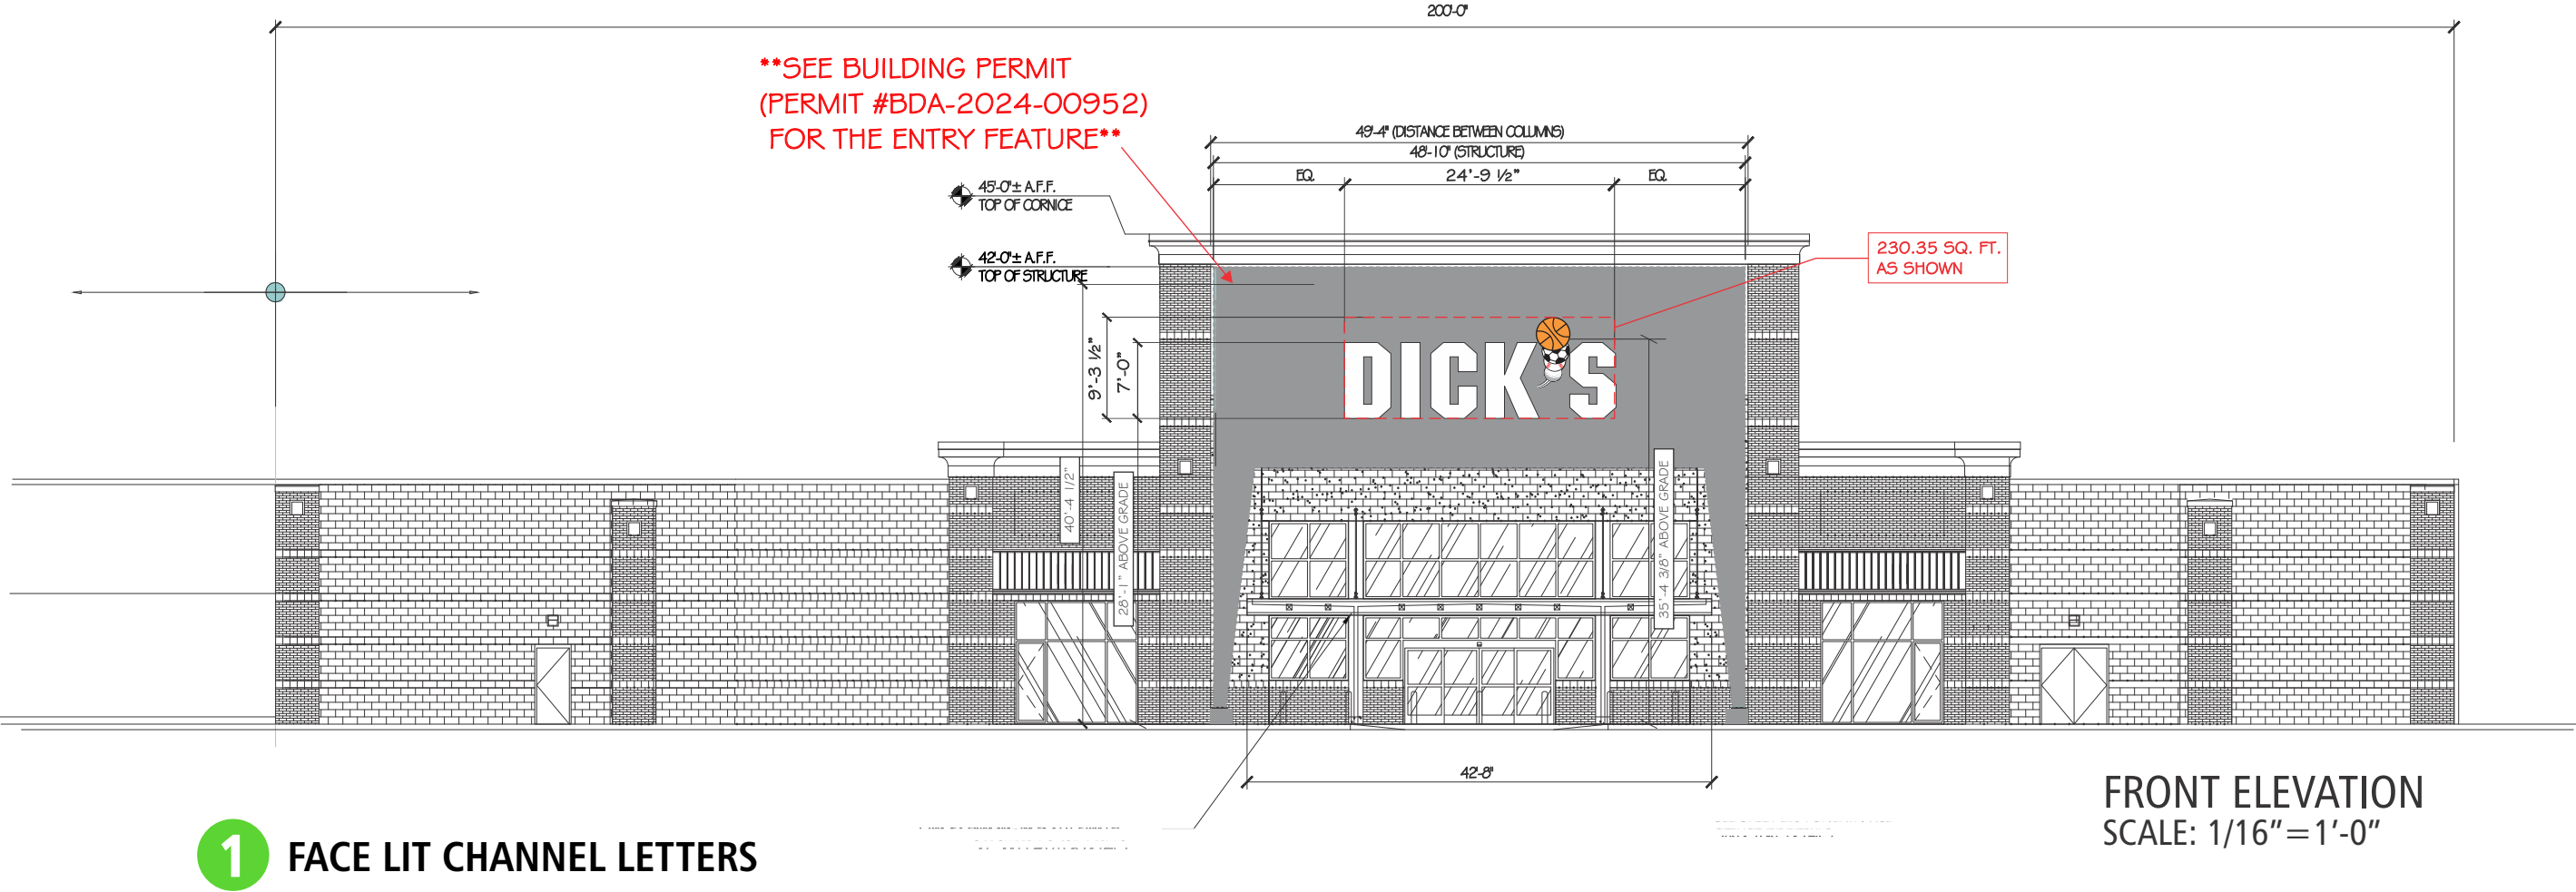 200'-0"
**SEE BUILDING PERMIT
(PERMIT #BDA-2024-00952)
FOR THE ENTRY FEATURE**
49'-4" (DISTANCE BETWEEN COLUMNS)
48'-10" (STRUCTURE)
EQ.
24'-9 ½"
EQ.
45'-0"± A.F.F.
TOP OF CORNICE
42'-0"± A.F.F.
TOP OF STRUCTURE
230.35 SQ. FT.
AS SHOWN
9'-3 ½"
7'-0"
DICK'S
40'-4 1/2"
28'-1" ABOVE GRADE
35'-4 3/8" ABOVE GRADE
42'-8"
FRONT ELEVATION
SCALE: 1/16"=1'-0"
1 FACE LIT CHANNEL LETTERS